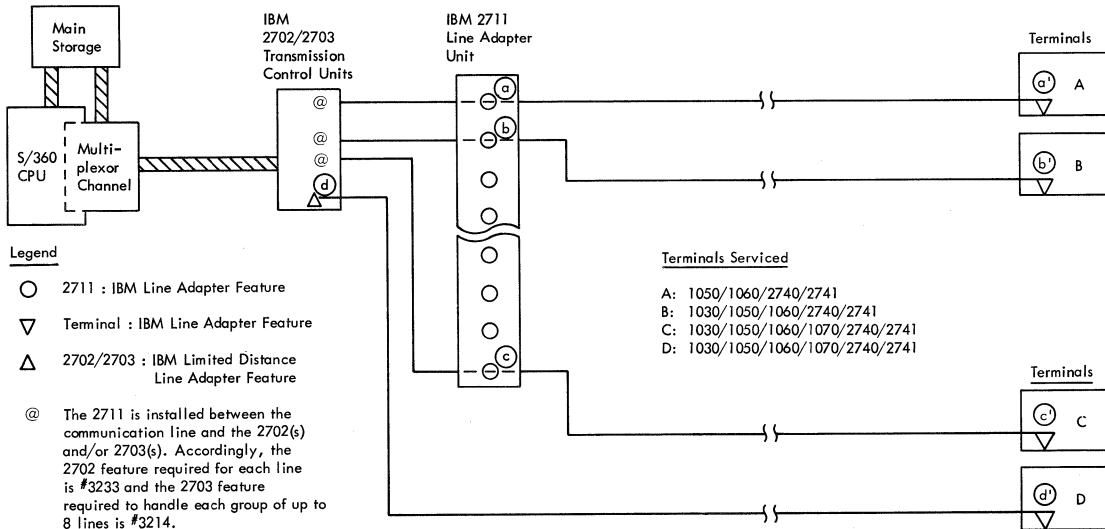 Main
Storage
S/360
CPU
Multi-
plexor
Channel
IBM
2702/2703
Transmission
Control Units
@
@
@
d
IBM 2711
Line Adapter
Unit
a
b
c
Terminals
a' A
b' B
Legend
2711 : IBM Line Adapter Feature
Terminal : IBM Line Adapter Feature
2702/2703 : IBM Limited Distance
Line Adapter Feature
@ The 2711 is installed between the
communication line and the 2702(s)
and/or 2703(s). Accordingly, the
2702 feature required for each line
is #3233 and the 2703 feature
required to handle each group of up to
8 lines is #3214.
Terminals Serviced
A: 1050/1060/2740/2741
B: 1030/1050/1060/2740/2741
C: 1030/1050/1060/1070/2740/2741
D: 1030/1050/1060/1070/2740/2741
Terminals
c' C
d' D